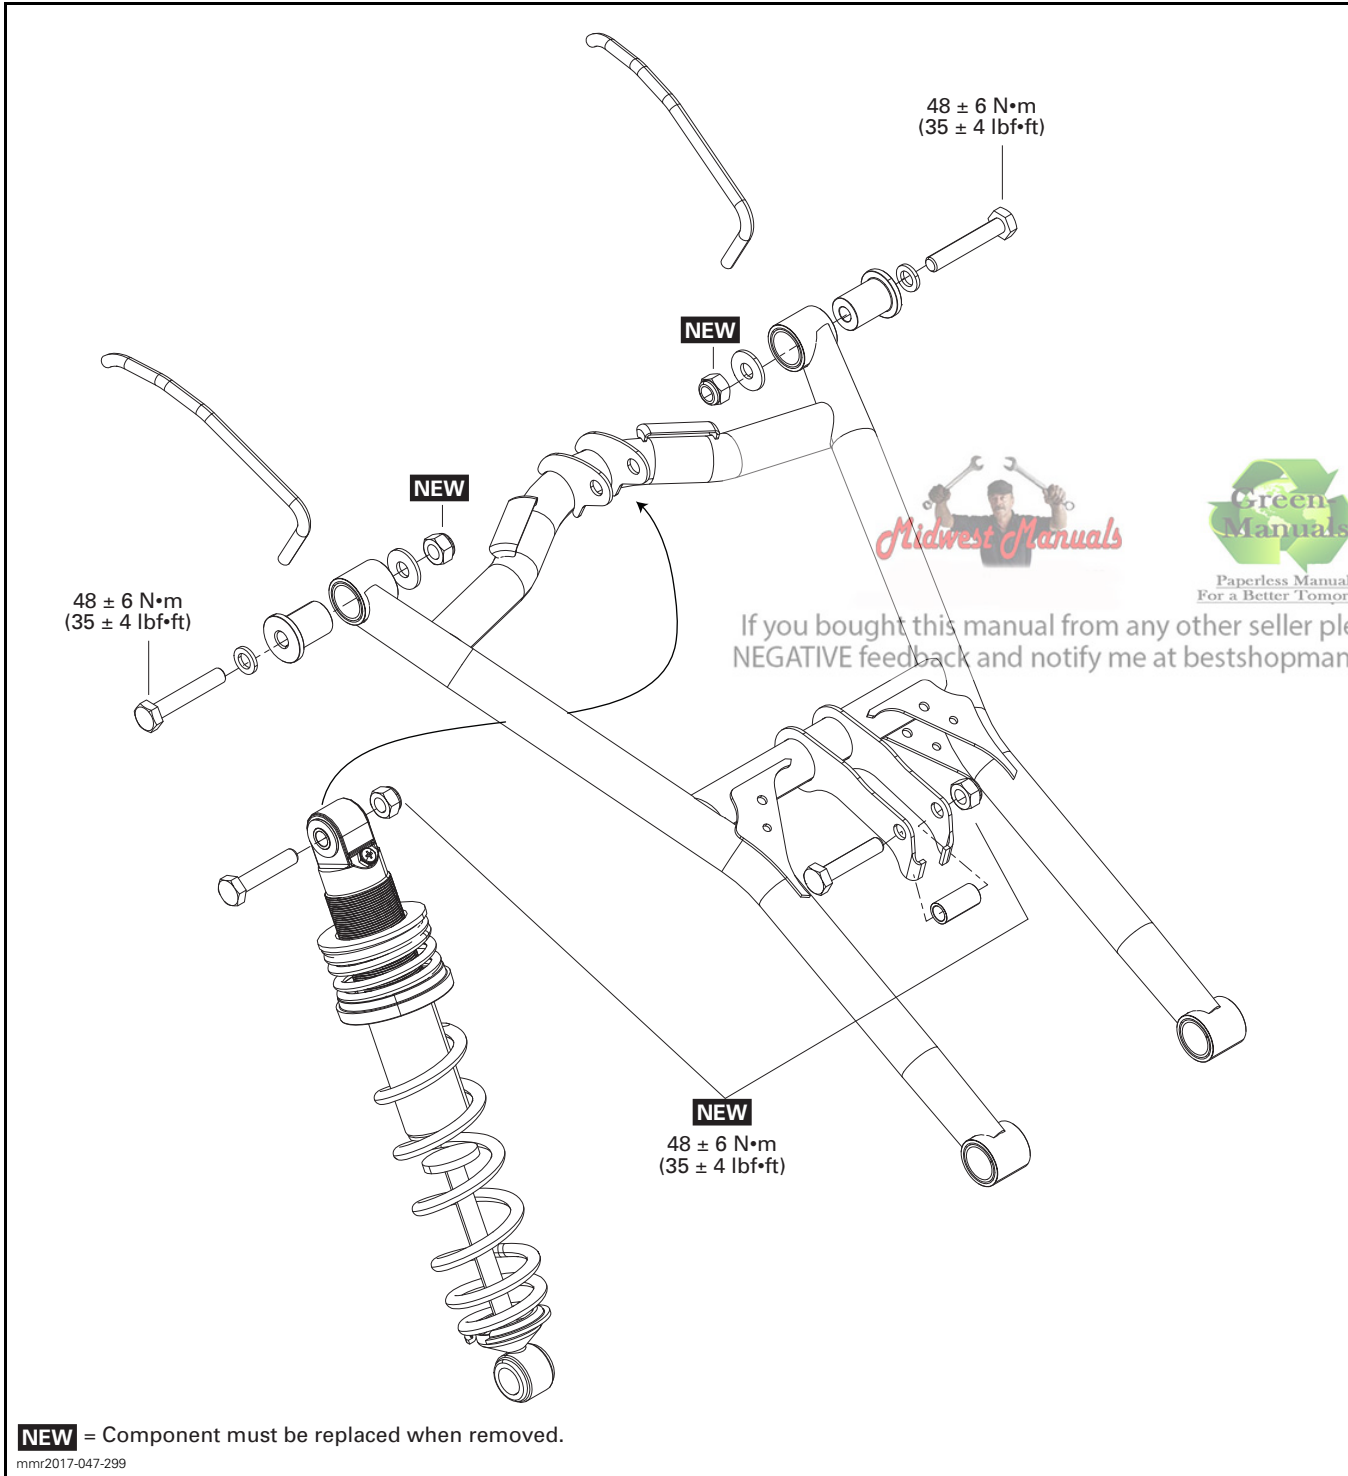 48 ± 6 N•m
(35 ± 4 lbf•ft)
NEW
NEW
48 ± 6 N•m
(35 ± 4 lbf•ft)
Midwest Manuals
Green-
Manuals
Paperless Manual
For a Better Tomor
If you bought this manual from any other seller ple
NEGATIVE feedback and notify me at bestshopman
NEW
48 ± 6 N•m
(35 ± 4 lbf•ft)
NEW = Component must be replaced when removed.
mmr2017-047-299